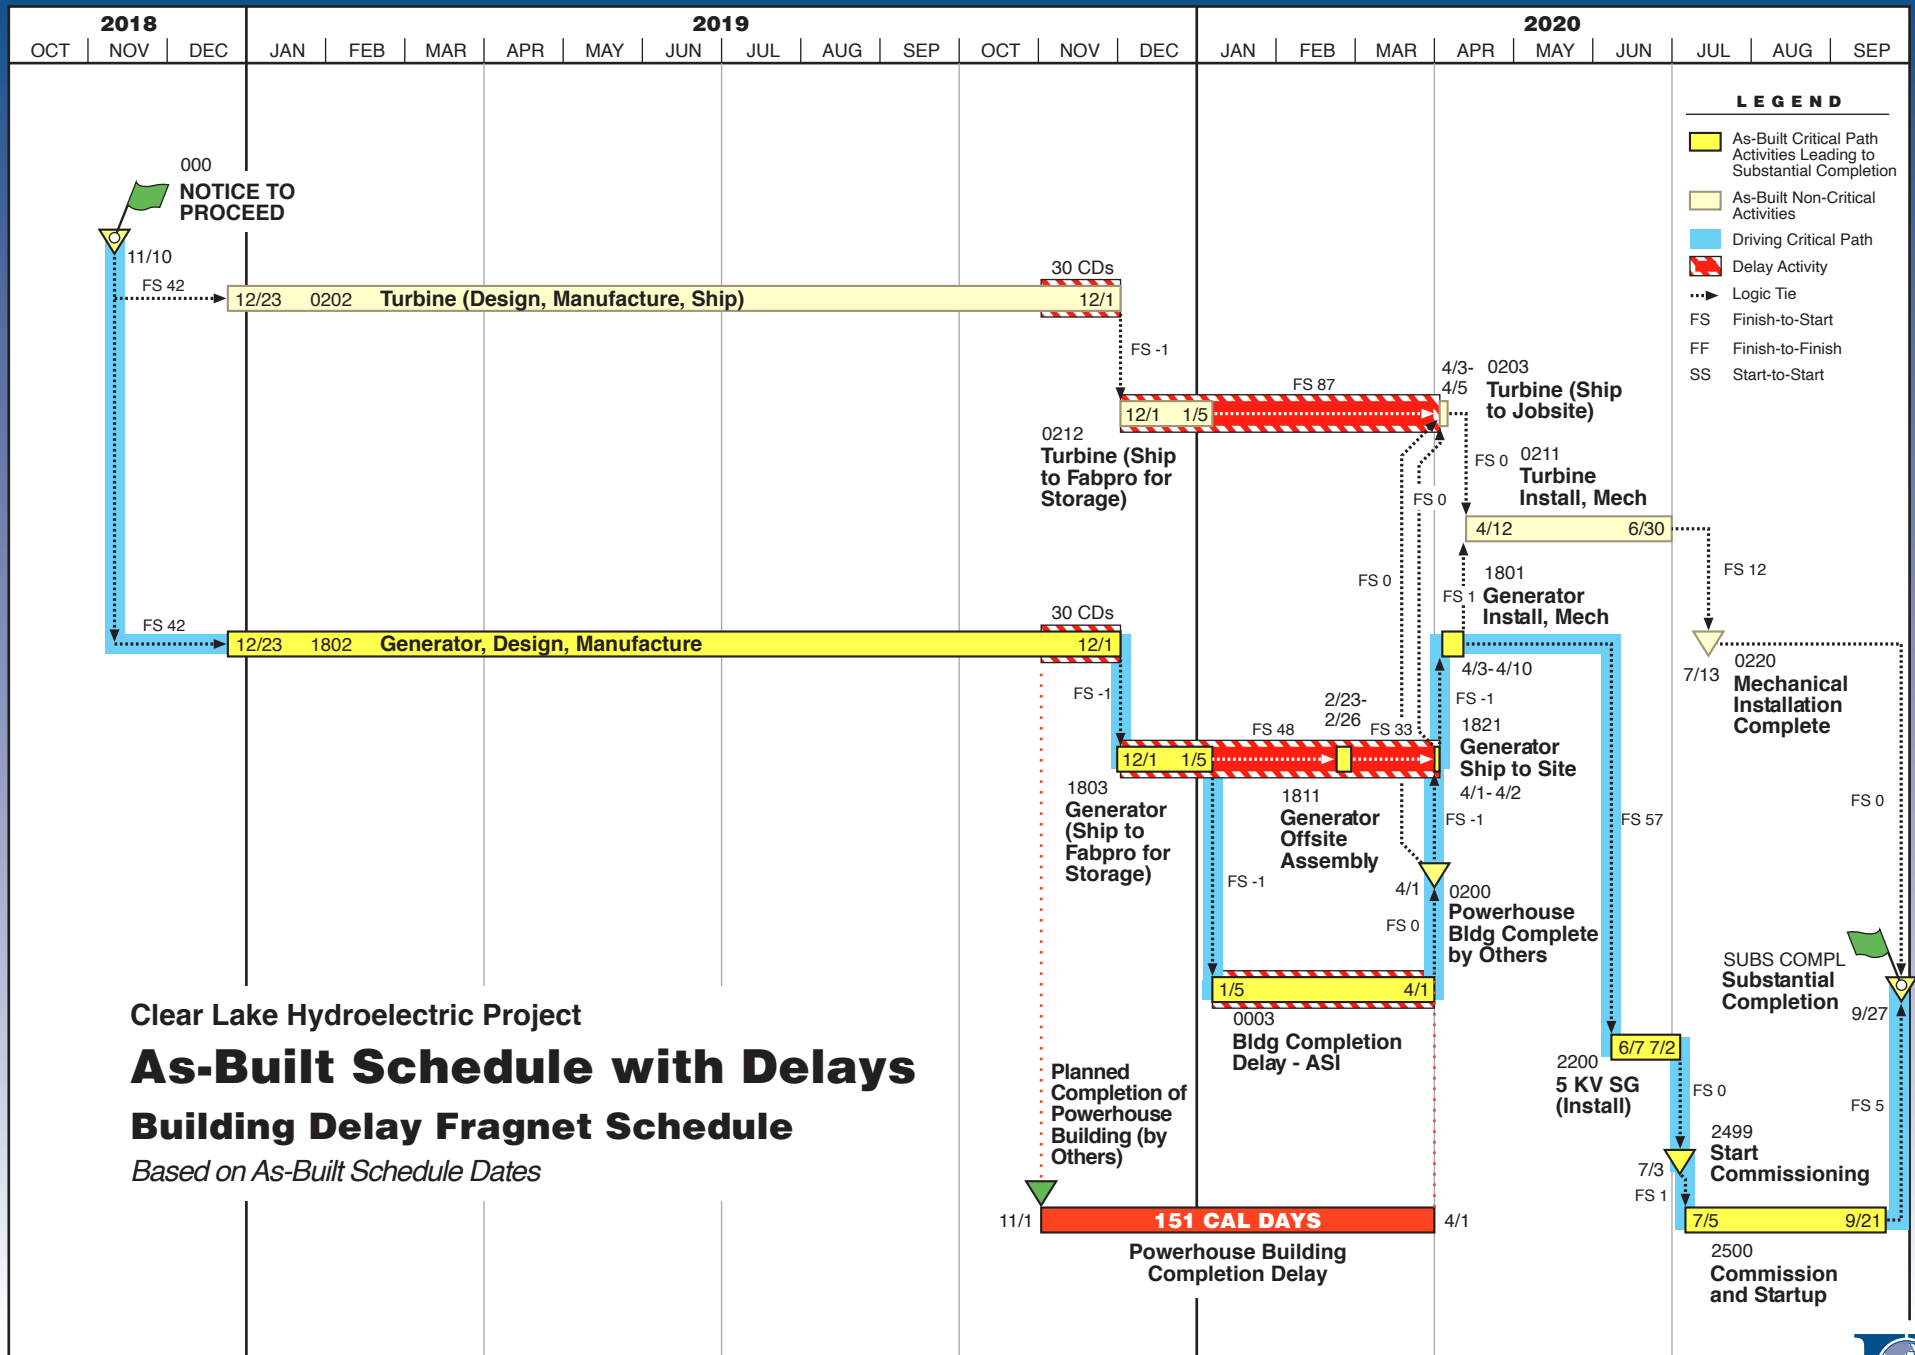 2018 2019 2020
OCT NOV DEC JAN FEB MAR APR MAY JUN JUL AUG SEP OCT NOV DEC JAN FEB MAR APR MAY JUN JUL AUG SEP
LEGEND
As-Built Critical Path
Activities Leading to
Substantial Completion
As-Built Non-Critical
Activities
Driving Critical Path
Delay Activity
Logic Tie
FS Finish-to-Start
FF Finish-to-Finish
SS Start-to-Start
000
NOTICE TO
PROCEED
11/10
FS 42
30 CDs
12/23 0202 Turbine (Design, Manufacture, Ship) 12/1
FS -1
FS 87
4/3-
4/5
0203
Turbine (Ship
to Jobsite)
12/1 1/5
0212
Turbine (Ship
to Fabpro for
Storage)
FS 0
0211
Turbine
Install, Mech
FS 0
4/12 6/30
FS 0
FS 12
1801
Generator
Install, Mech
FS 1
30 CDs
FS 42
12/23 1802 Generator, Design, Manufacture 12/1
4/3-4/10
7/13
0220
Mechanical
Installation
Complete
FS -1
2/23-
2/26
FS 48
FS 33
FS -1
1821
Generator
Ship to Site
4/1-4/2
12/1 1/5
1803
Generator
(Ship to
Fabpro for
Storage)
1811
Generator
Offsite
Assembly
FS -1
FS 57
FS 0
FS -1
4/1
0200
Powerhouse
Bldg Complete
by Others
FS 0
SUBS COMPL
Substantial
Completion
9/27
1/5 4/1
0003
Bldg Completion
Delay - ASI
6/7 7/2
2200
5 KV SG
(Install)
FS 0
FS 5
2499
Start
Commissioning
7/3
FS 1
7/5 9/21
2500
Commission
and Startup
Planned
Completion of
Powerhouse
Building (by
Others)
11/1 151 CAL DAYS 4/1
Powerhouse Building
Completion Delay
Clear Lake Hydroelectric Project
As-Built Schedule with Delays
Building Delay Fragnet Schedule
Based on As-Built Schedule Dates